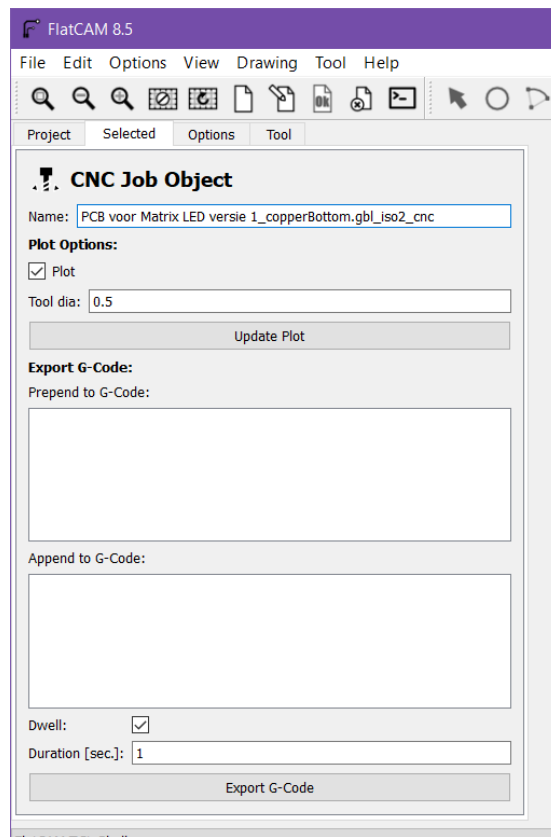 FlatCAM 8.5
File Edit Options View Drawing Tool Help
Ok
Project Selected Options Tool
CNC Job Object
Name: PCB voor Matrix LED versie 1_copperBottom.gbl_iso2_cnc
Plot Options:
Plot
Tool dia: 0.5
Update Plot
Export G-Code:
Prepend to G-Code:
Append to G-Code:
Dwell:
Duration [sec.]: 1
Export G-Code